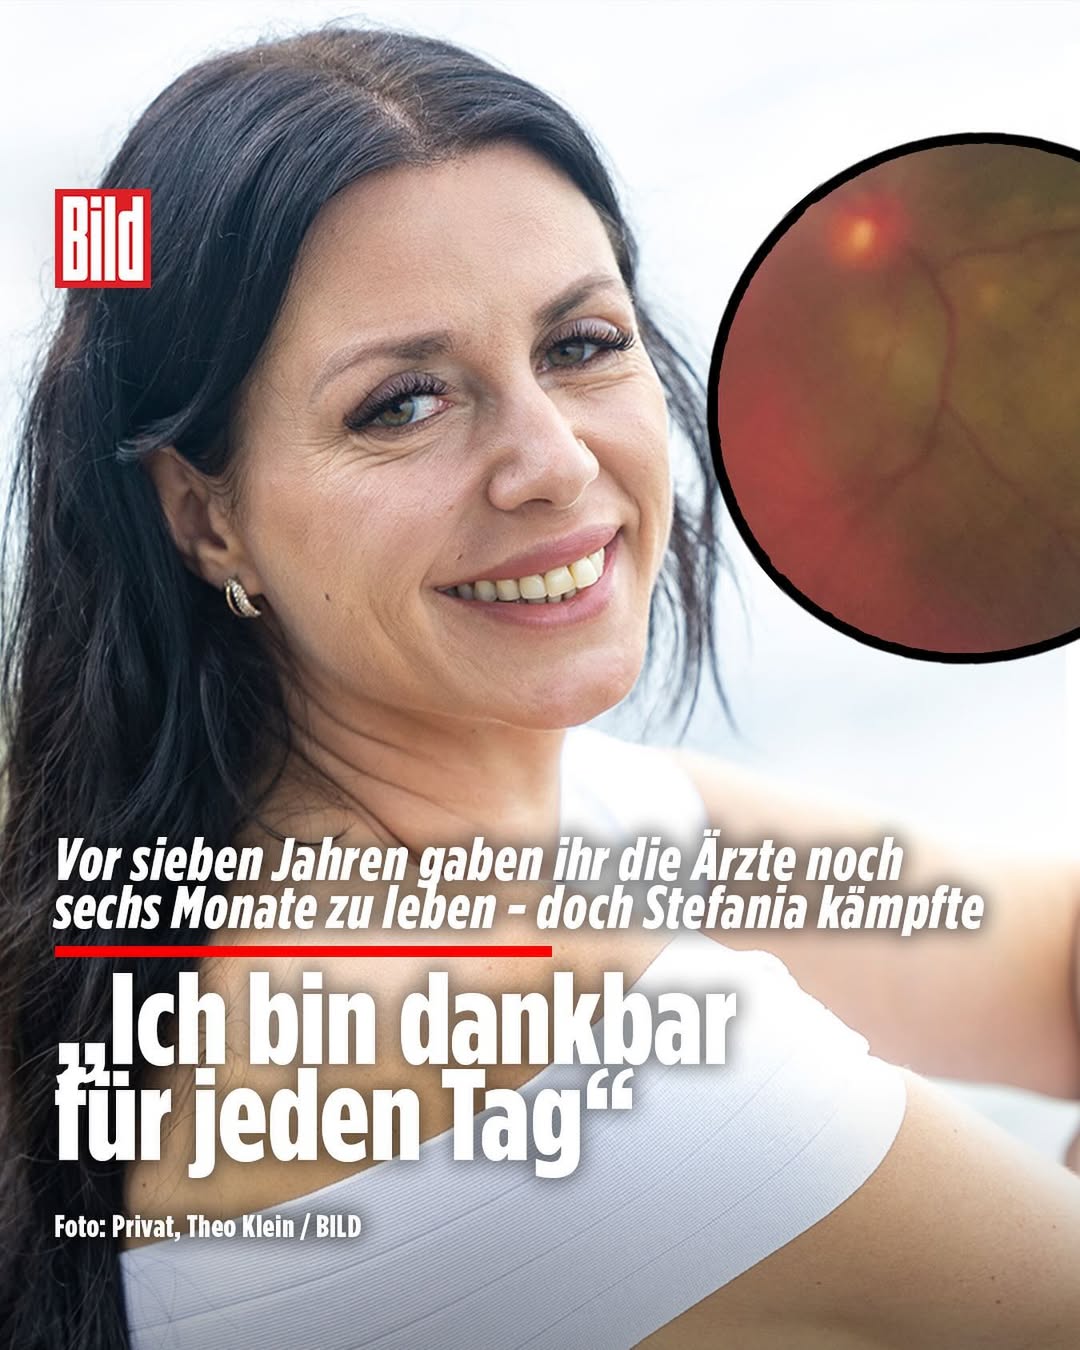 Bild
Vor sieben Jahren gaben ihr die Ärzte noch
sechs Monate zu leben - doch Stefania kämpfte
„Ich bin dankbar
für jeden Tag“
Foto: Privat, Theo Klein / BILD